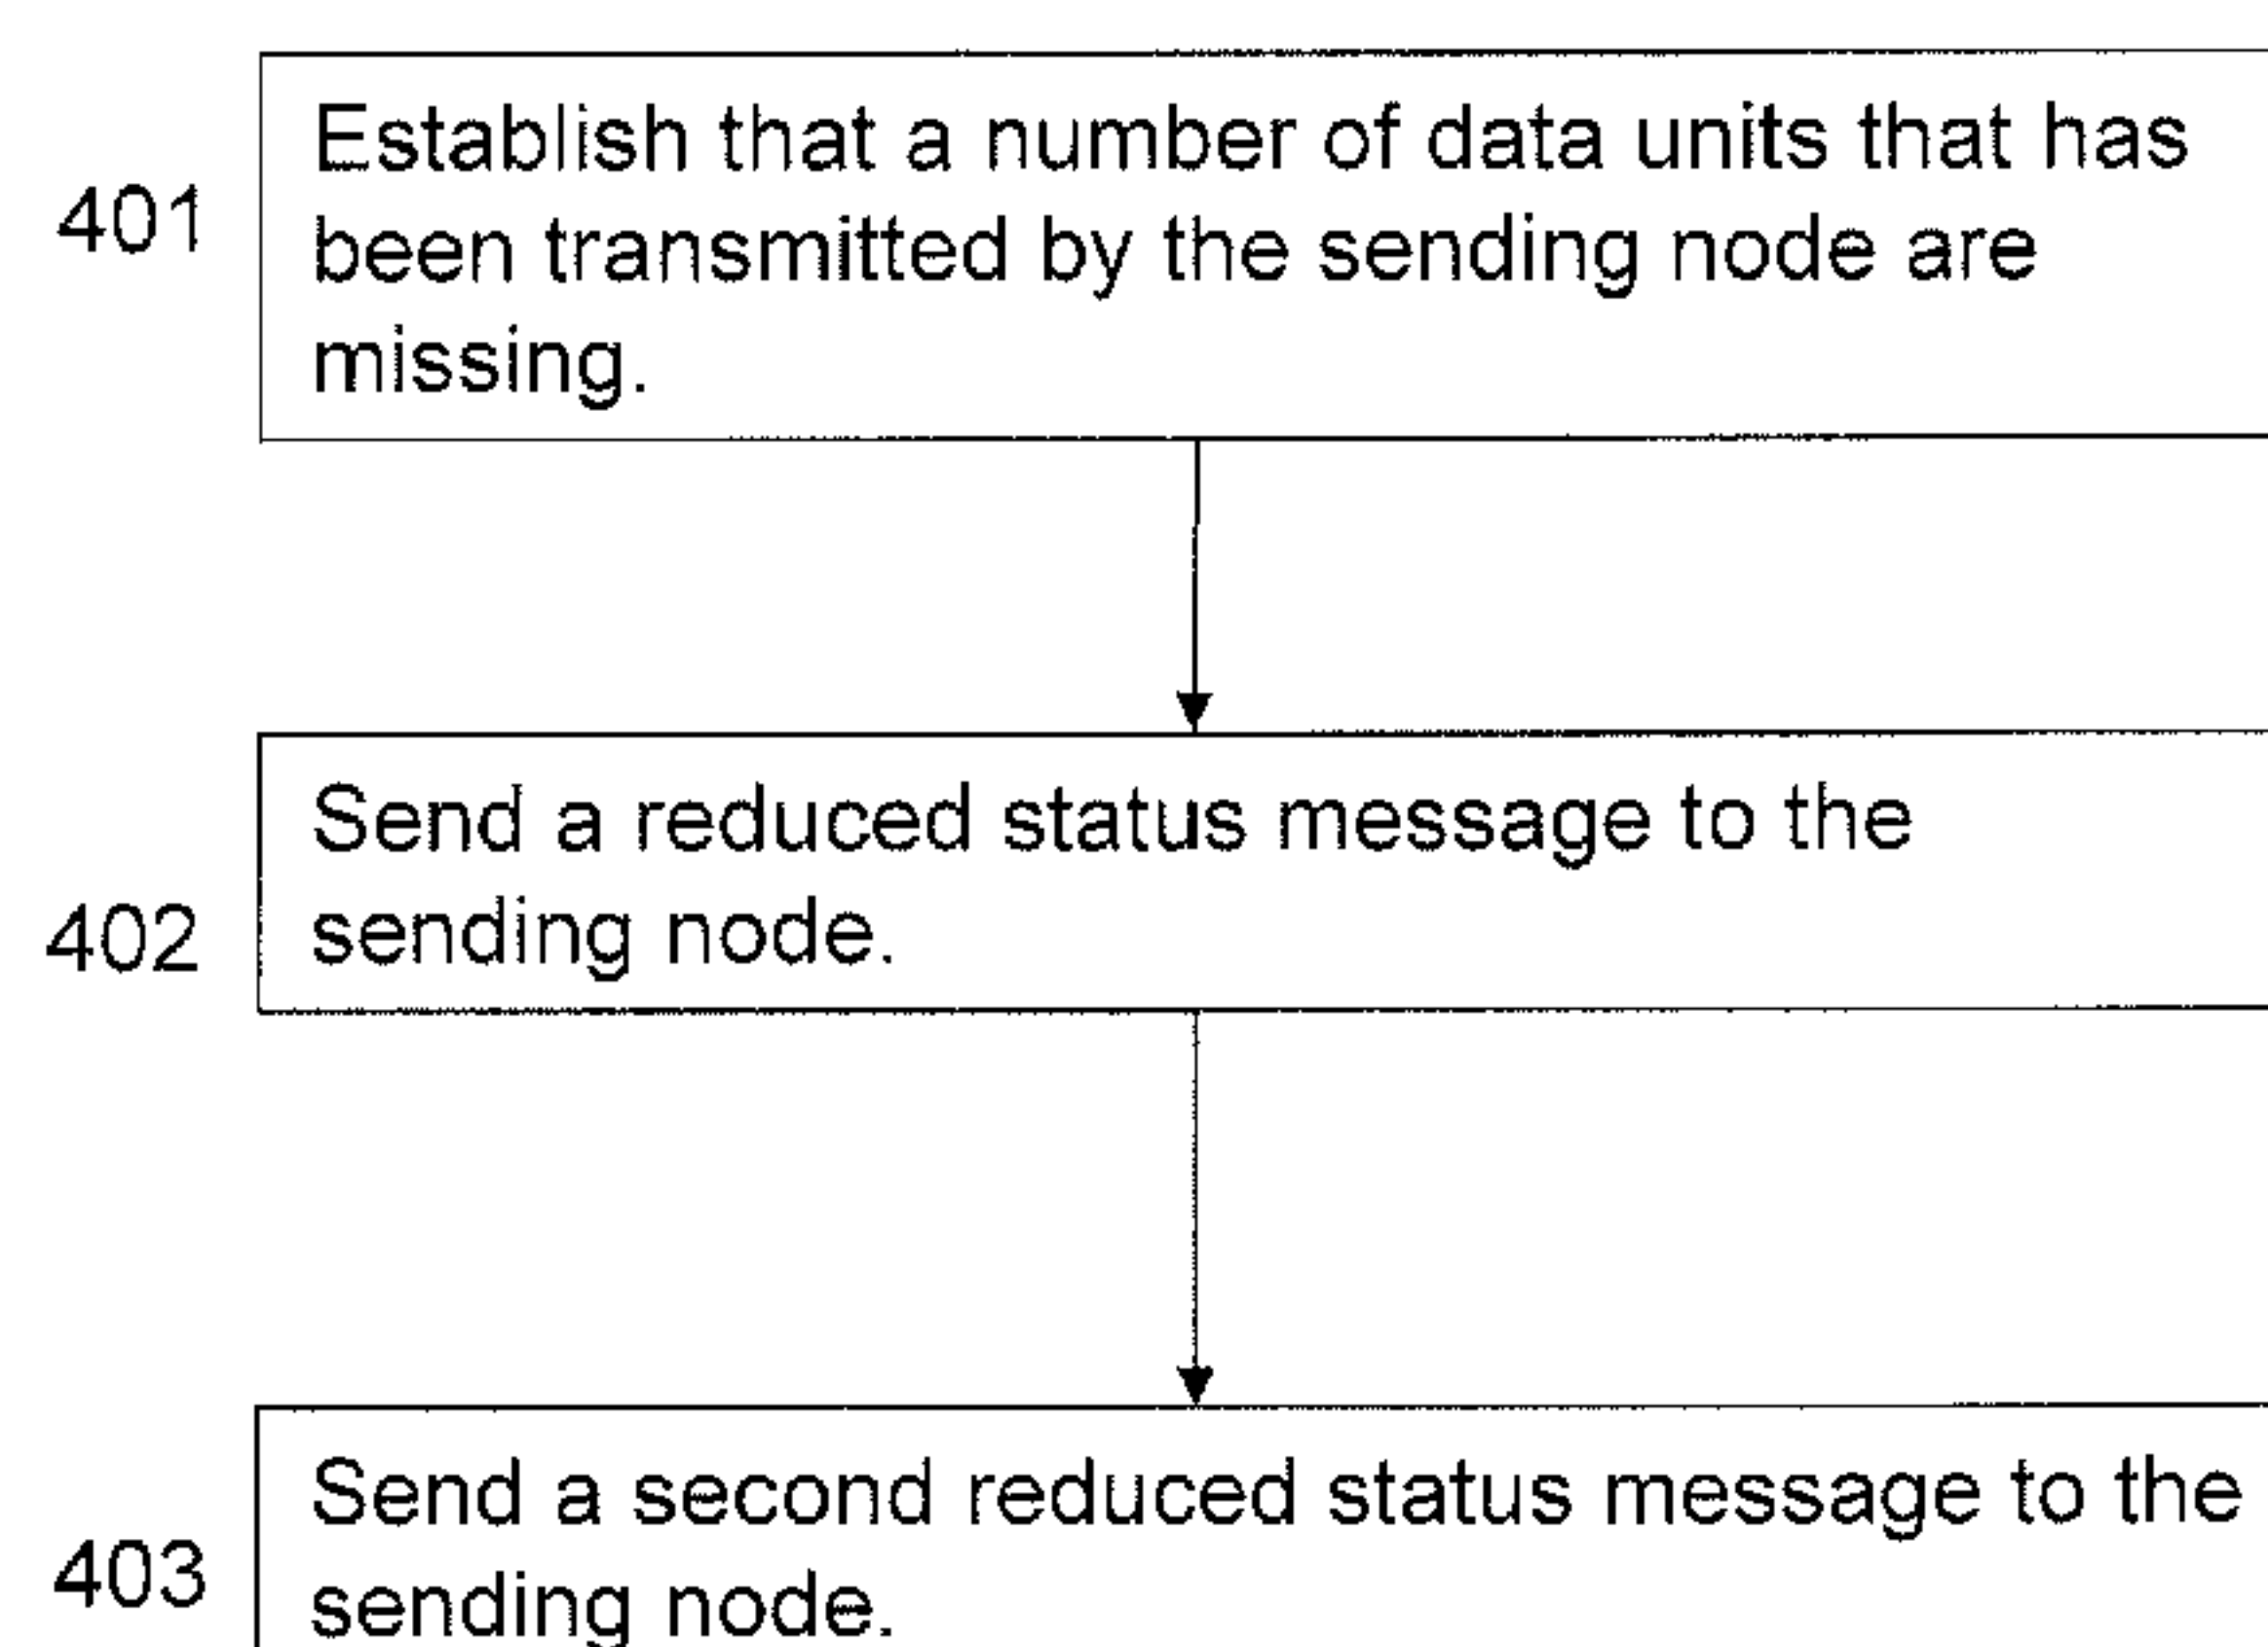 401
Establish that a number of data units that has
been transmitted by the sending node are
missing.
402
Send a reduced status message to the
sending node.
403
Send a second reduced status message to the
sending node.